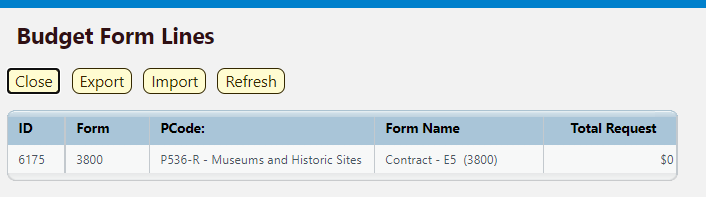 Budget Form Lines
Close Export Import Refresh
ID Form PCode: Form Name Total Request
6175 3800 P536-R - Museums and Historic Sites Contract - E5 (3800) $0